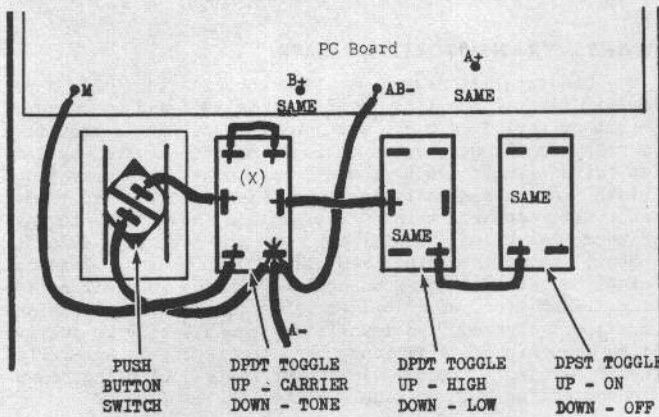 PC Board
A+
SAME
M
B+
SAME
AB-
(X)
SAME
SAME
A-
PUSH
BUTTON
SWITCH
DPDT TOGGLE
UP - CARRIER
DOWN - TONE
DPDT TOGGLE
UP - HIGH
DOWN - LOW
DPST TOGGLE
UP - ON
DOWN - OFF